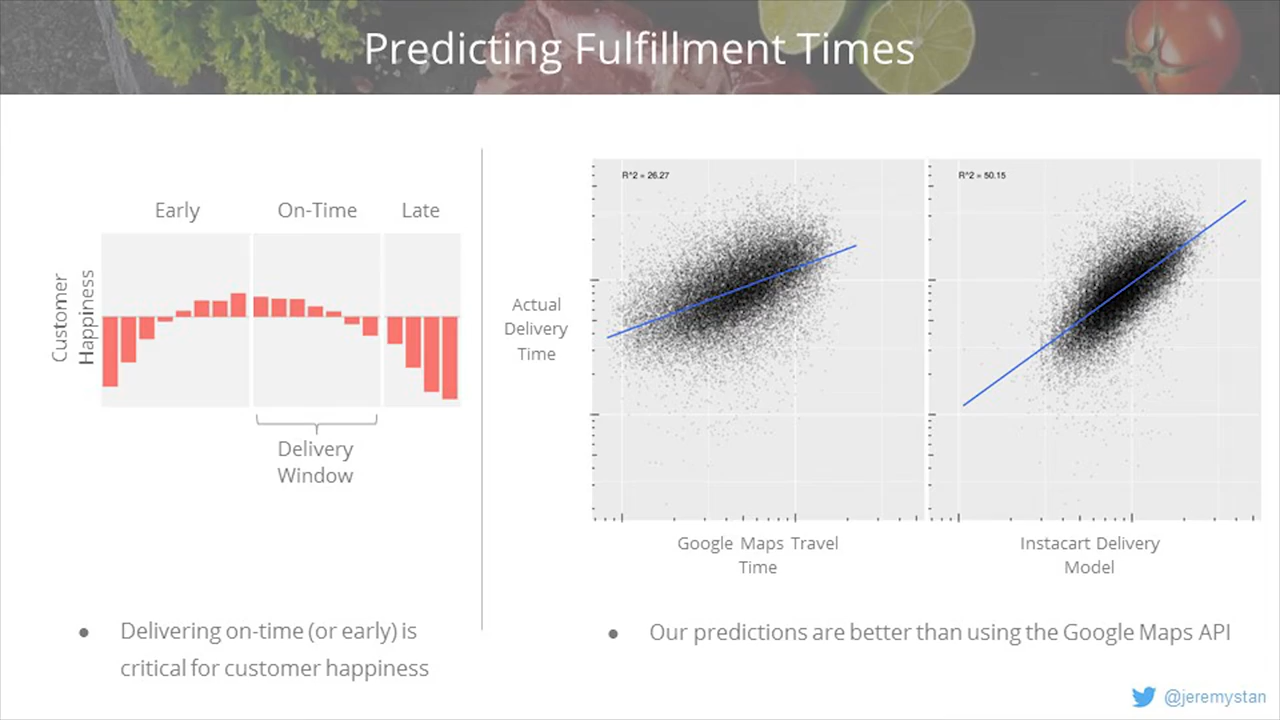 Predicting Fulfillment Times
Early
On-Time
Late
Customer
Happiness
Delivery
Window
Actual
Delivery
Time
R^2 = 26.27
R^2 = 50.15
Google Maps Travel
Time
Instacart Delivery
Model
● Delivering on-time (or early) is
critical for customer happiness
● Our predictions are better than using the Google Maps API
@jeremystan